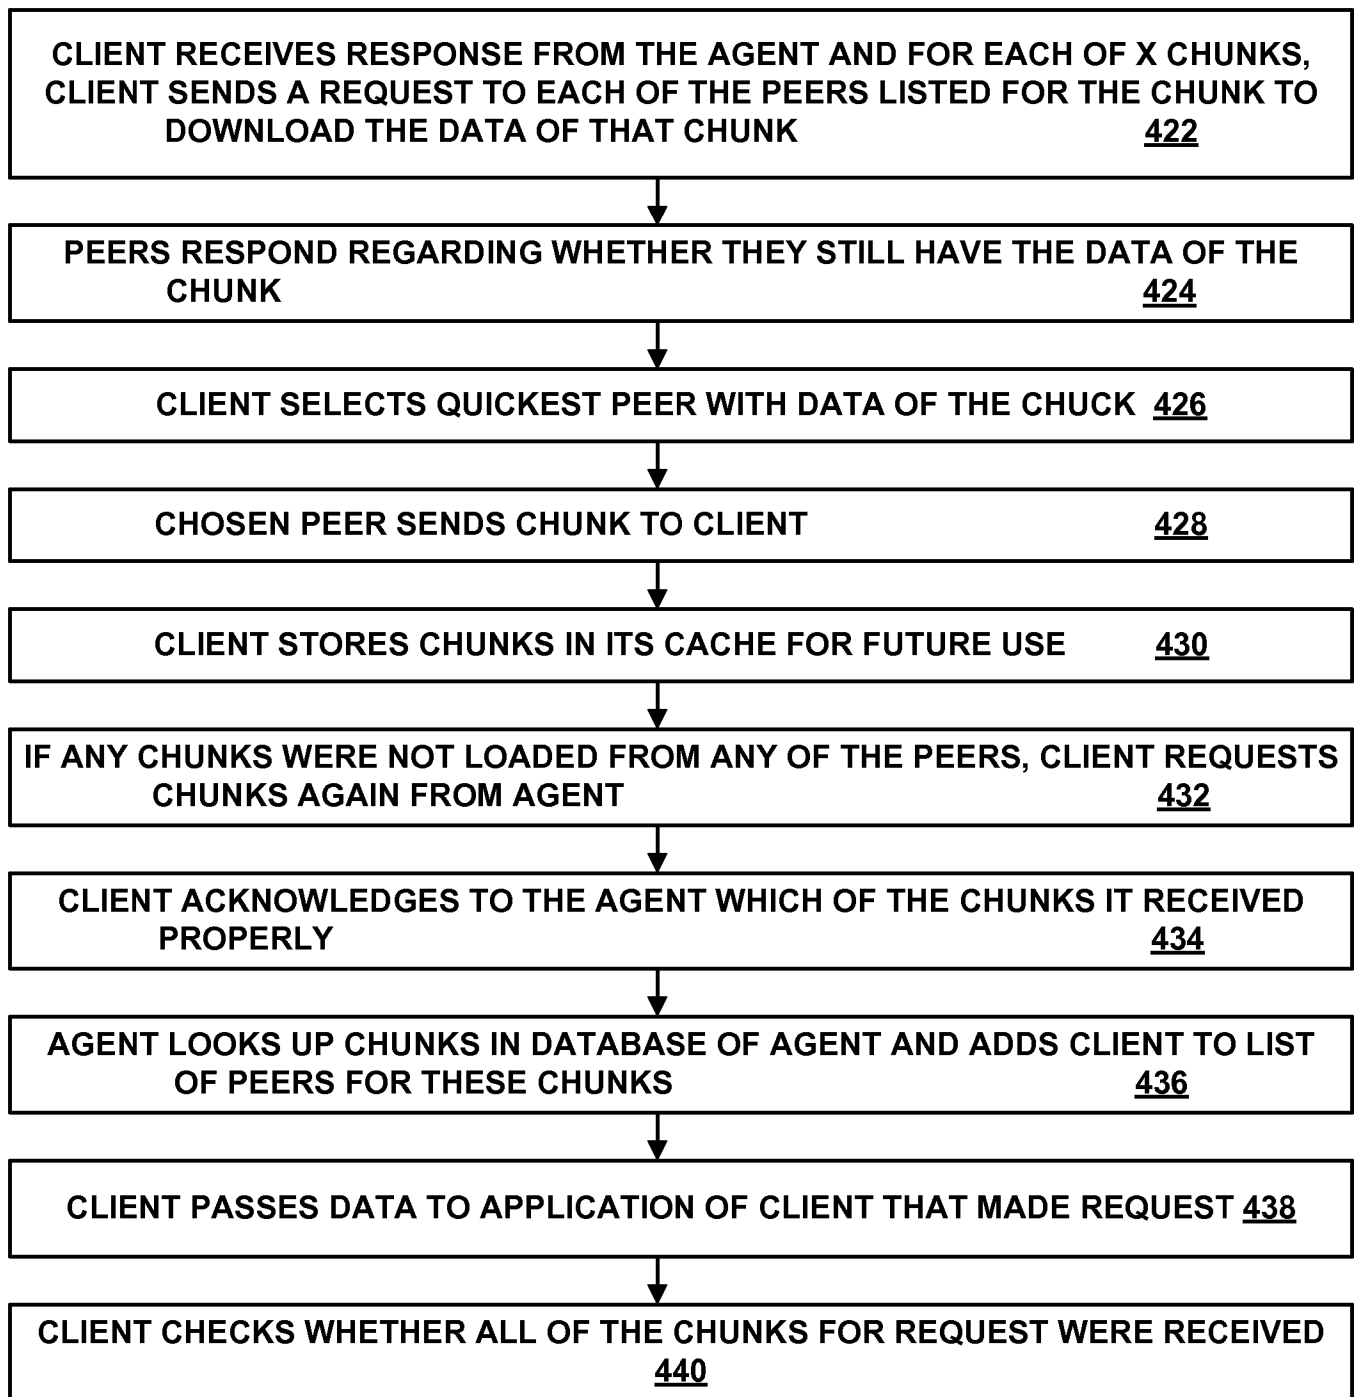 CLIENT RECEIVES RESPONSE FROM THE AGENT AND FOR EACH OF X CHUNKS,
CLIENT SENDS A REQUEST TO EACH OF THE PEERS LISTED FOR THE CHUNK TO
DOWNLOAD THE DATA OF THAT CHUNK 422
PEERS RESPOND REGARDING WHETHER THEY STILL HAVE THE DATA OF THE
CHUNK 424
CLIENT SELECTS QUICKEST PEER WITH DATA OF THE CHUCK 426
CHOSEN PEER SENDS CHUNK TO CLIENT 428
CLIENT STORES CHUNKS IN ITS CACHE FOR FUTURE USE 430
IF ANY CHUNKS WERE NOT LOADED FROM ANY OF THE PEERS, CLIENT REQUESTS
CHUNKS AGAIN FROM AGENT 432
CLIENT ACKNOWLEDGES TO THE AGENT WHICH OF THE CHUNKS IT RECEIVED
PROPERLY 434
AGENT LOOKS UP CHUNKS IN DATABASE OF AGENT AND ADDS CLIENT TO LIST
OF PEERS FOR THESE CHUNKS 436
CLIENT PASSES DATA TO APPLICATION OF CLIENT THAT MADE REQUEST 438
CLIENT CHECKS WHETHER ALL OF THE CHUNKS FOR REQUEST WERE RECEIVED
440